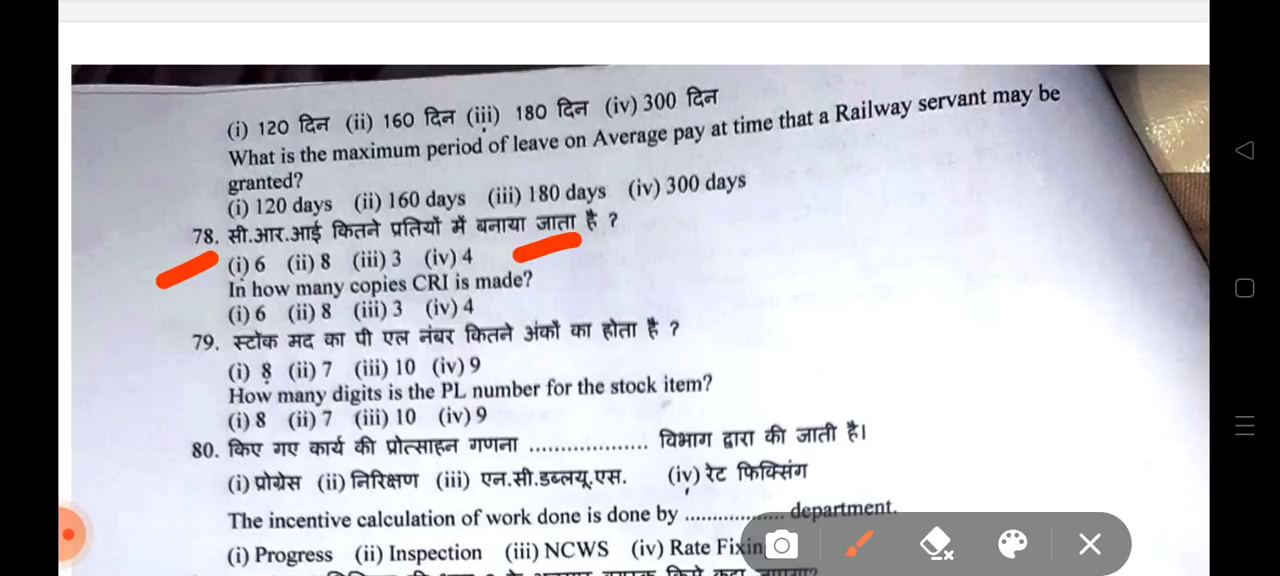 (i) 120 दिन (ii) 160 दिन (iii) 180 दिन (iv) 300 दिन
What is the maximum period of leave on Average pay at time that a Railway servant may be
granted?
(i) 120 days (ii) 160 days (iii) 180 days (iv) 300 days
78. सी.आर.आई कितने प्रतियों में बनाया जाता है ?
(i) 6 (ii) 8 (iii) 3 (iv) 4
In how many copies CRI is made?
(i) 6 (ii) 8 (iii) 3 (iv) 4
79. स्टॉक मद का पी एल नंबर कितने अंकों का होता है ?
(i) 8 (ii) 7 (iii) 10 (iv) 9
How many digits is the PL number for the stock item?
(i) 8 (ii) 7 (iii) 10 (iv) 9
80. किए गए कार्य की प्रोत्साहन गणना .................... विभाग द्वारा की जाती है।
(i) प्रोग्रेस (ii) निरिक्षण (iii) एन.सी.डब्लयू.एस. (iv) रेट फिक्सिंग
The incentive calculation of work done is done by .................. department.
(i) Progress (ii) Inspection (iii) NCWS (iv) Rate Fixin